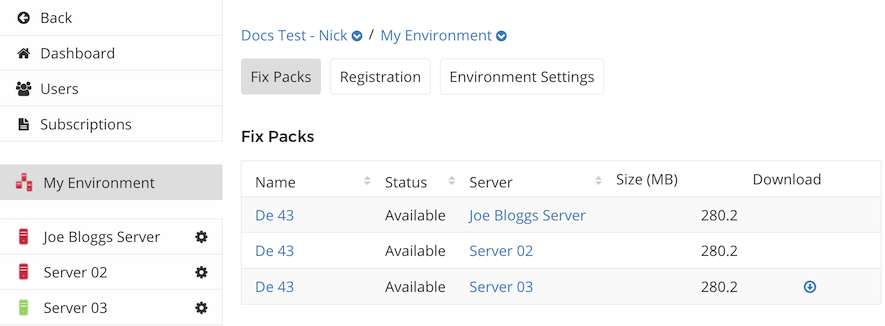 Back
Dashboard
Users
Subscriptions
My Environment
Joe Bloggs Server
Server 02
Server 03
Docs Test - Nick / My Environment
Fix Packs Registration Environment Settings
Fix Packs
Name Status Server Size (MB) Download
De 43 Available Joe Bloggs Server 280.2
De 43 Available Server 02 280.2
De 43 Available Server 03 280.2